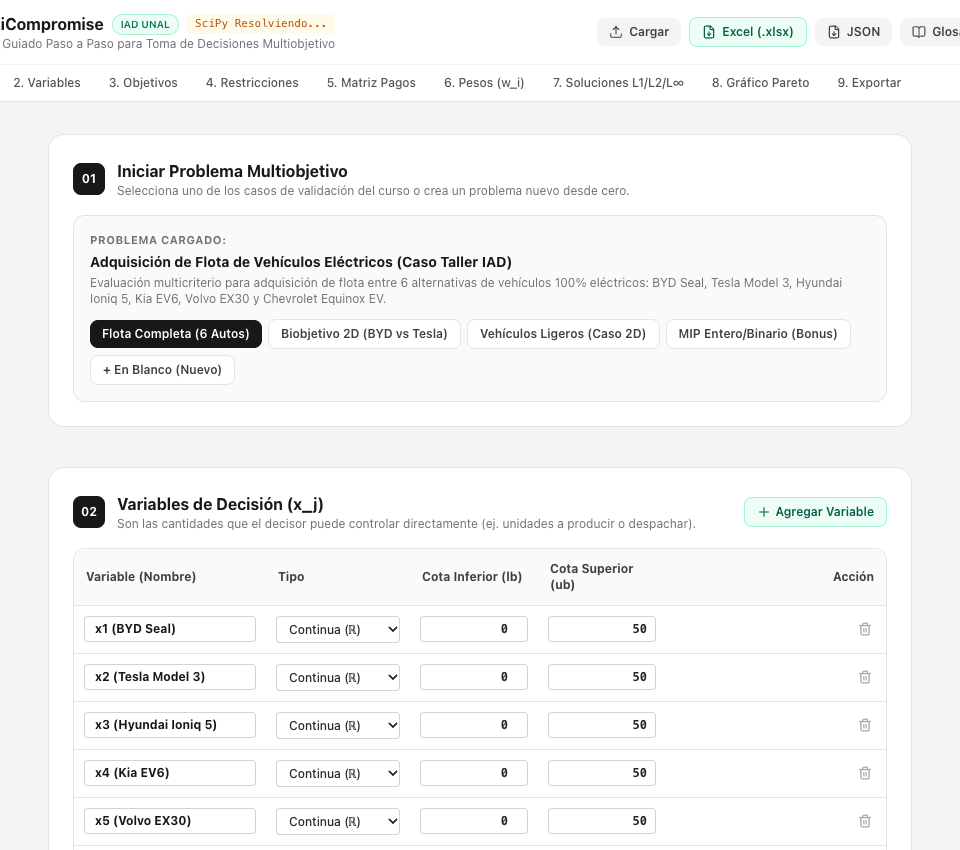 iCompromise IAD UNAL SciPy Resolviendo...
Guiado Paso a Paso para Toma de Decisiones Multiobjetivo
Cargar Excel (.xlsx) JSON
2. Variables 3. Objetivos 4. Restricciones 5. Matriz Pagos 6. Pesos (w_i) 7. Soluciones L1/L2/L∞ 8. Gráfico Pareto 9. Exportar
01 Iniciar Problema Multiobjetivo
Selecciona uno de los casos de validación del curso o crea un problema nuevo desde cero.
PROBLEMA CARGADO:
Adquisición de Flota de Vehículos Eléctricos (Caso Taller IAD)
Evaluación multicriterio para adquisición de flota entre 6 alternativas de vehículos 100% eléctricos: BYD Seal, Tesla Model 3, Hyundai
Ioniq 5, Kia EV6, Volvo EX30 y Chevrolet Equinox EV.
Flota Completa (6 Autos) Biobjetivo 2D (BYD vs Tesla) Vehículos Ligeros (Caso 2D) MIP Entero/Binario (Bonus)
+ En Blanco (Nuevo)
02 Variables de Decisión (x_j)
Son las cantidades que el decisor puede controlar directamente (ej. unidades a producir o despachar).
+ Agregar Variable
Variable (Nombre) Tipo Cota Inferior (lb) Cota Superior (ub) Acción
x1 (BYD Seal) Continua (ℝ) 0 50
x2 (Tesla Model 3) Continua (ℝ) 0 50
x3 (Hyundai Ioniq 5) Continua (ℝ) 0 50
x4 (Kia EV6) Continua (ℝ) 0 50
x5 (Volvo EX30) Continua (ℝ) 0 50